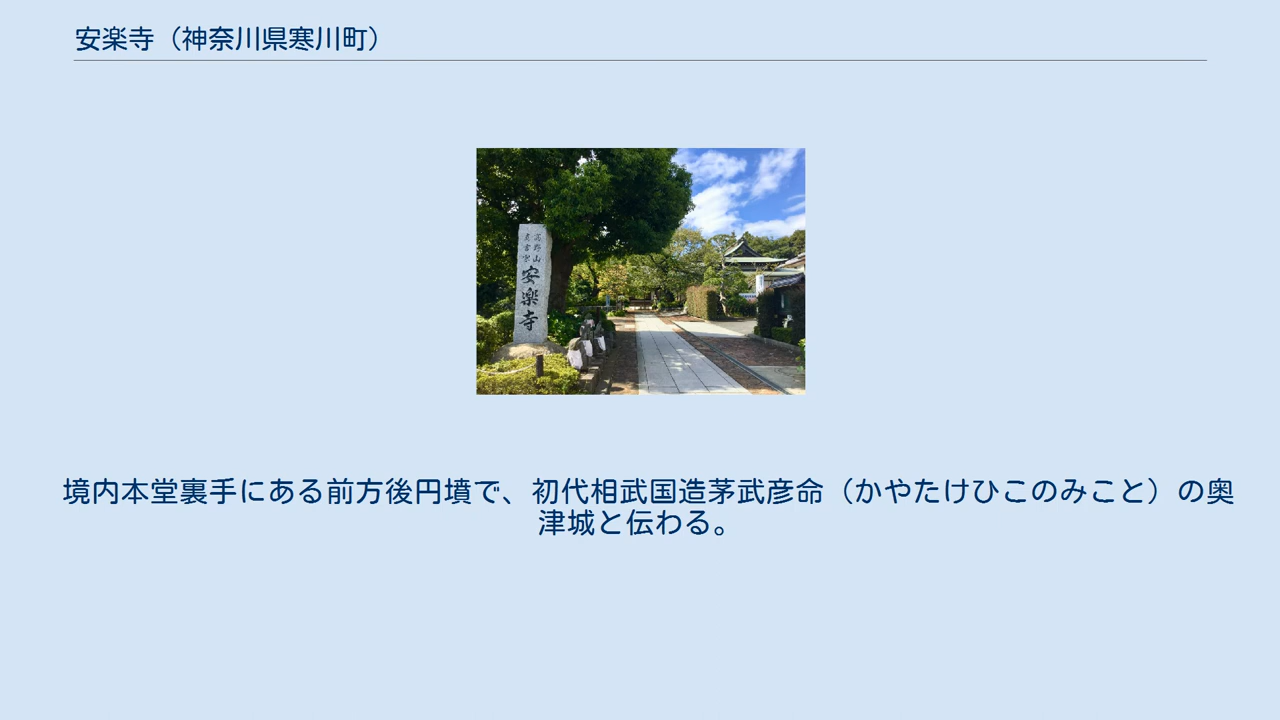 安楽寺（神奈川県寒川町）
高野山
真言宗
安楽寺
境内本堂裏手にある前方後円墳で、初代相武国造茅武彦命（かやたけひこのみこと）の奥
津城と伝わる。